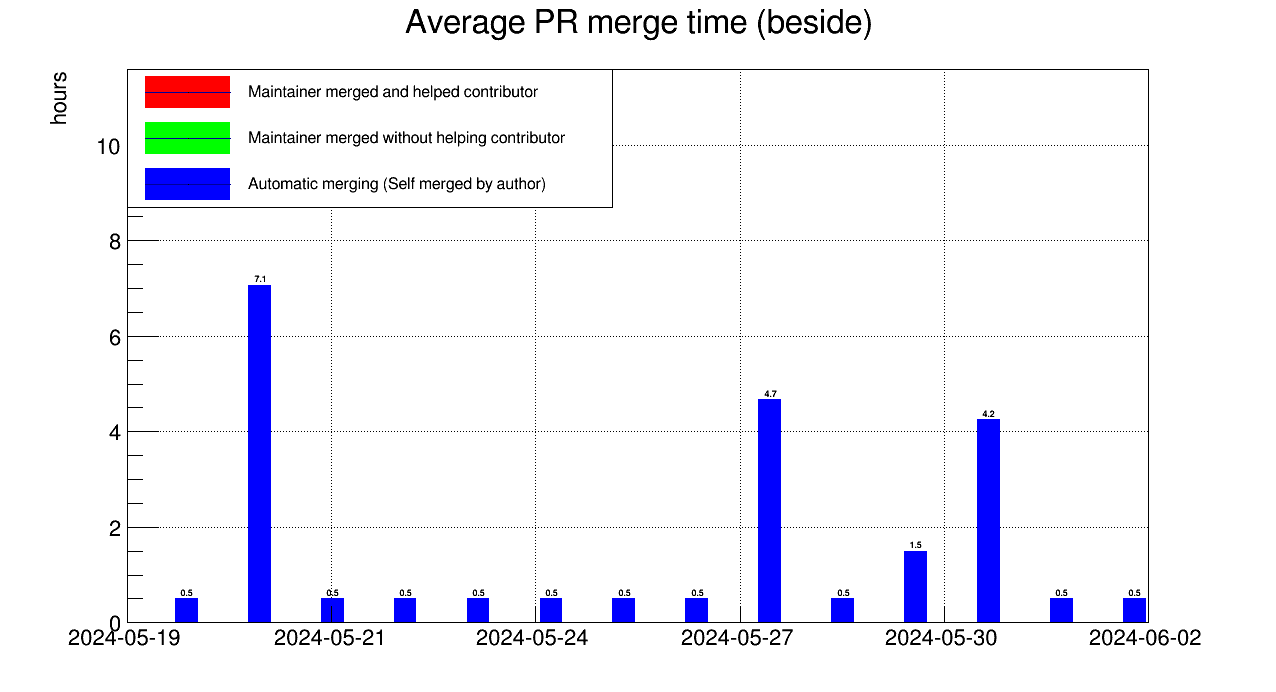 Average PR merge time (beside)
hours
Maintainer merged and helped contributor
Maintainer merged without helping contributor
Automatic merging (Self merged by author)
10
8
6
4
2
0
7.1
4.7
4.2
1.5
0.5 0.5 0.5 0.5 0.5 0.5 0.5 0.5 0.5 0.5
2024-05-19 2024-05-21 2024-05-24 2024-05-27 2024-05-30 2024-06-02